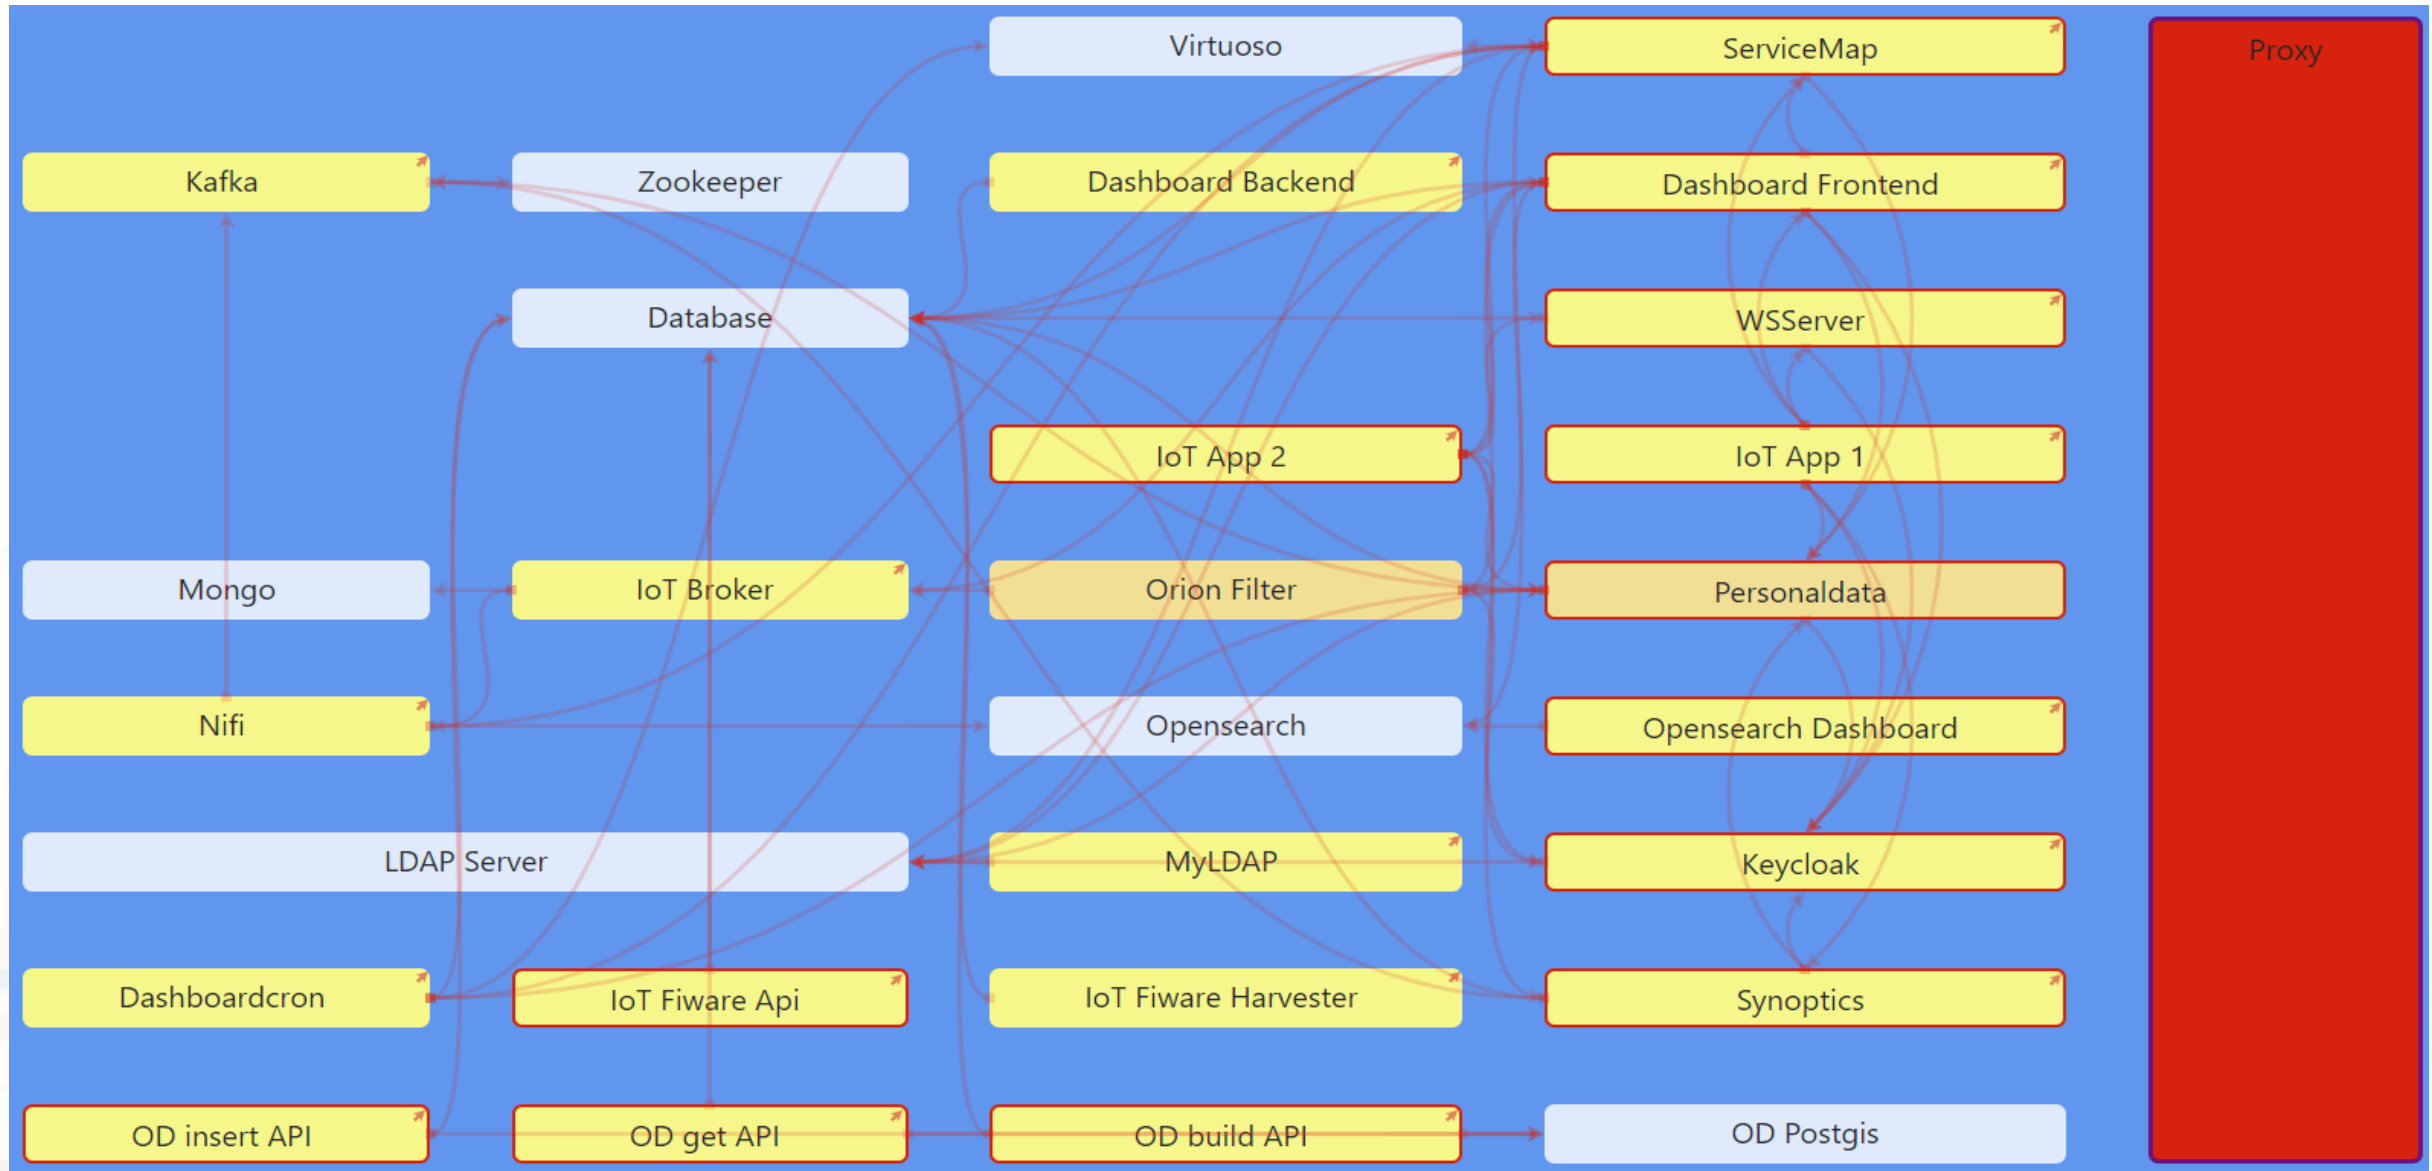 Virtuoso
ServiceMap
Proxy
Kafka
Zookeeper
Dashboard Backend
Dashboard Frontend
Database
WSServer
IoT App 2
IoT App 1
Mongo
IoT Broker
Orion Filter
Personaldata
Nifi
Opensearch
Opensearch Dashboard
LDAP Server
MyLDAP
Keycloak
Dashboardcron
IoT Fiware Api
IoT Fiware Harvester
Synoptics
OD insert API
OD get API
OD build API
OD Postgis